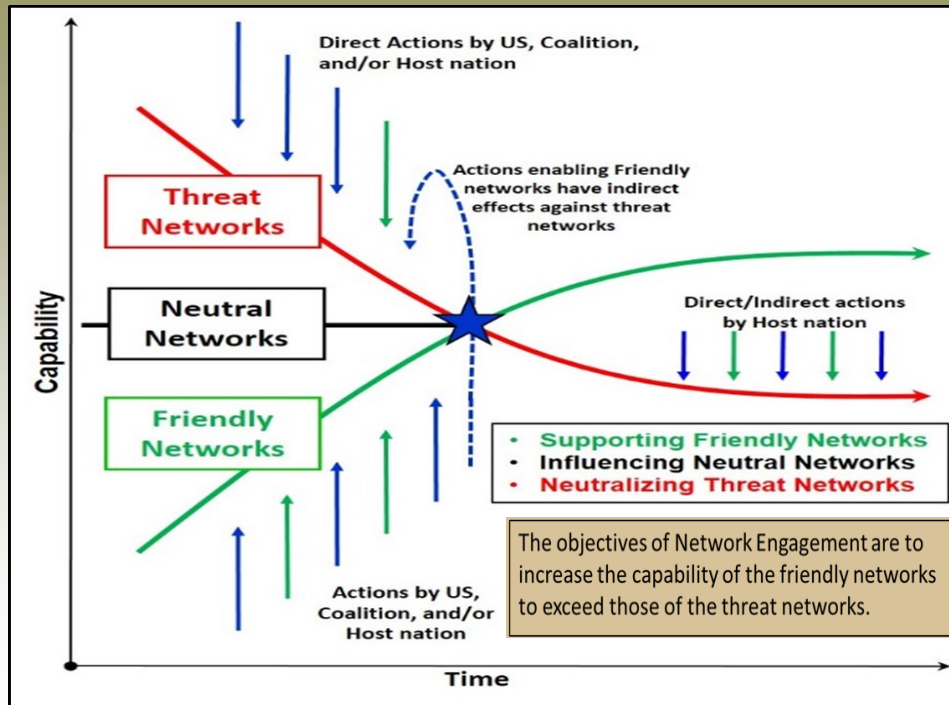 Direct Actions by US, Coalition,
and/or Host nation
Actions enabling Friendly
networks have indirect
effects against threat
networks
Threat
Networks
Neutral
Networks
Friendly
Networks
Capability
Direct/Indirect actions
by Host nation
• Supporting Friendly Networks
• Influencing Neutral Networks
• Neutralizing Threat Networks
The objectives of Network Engagement are to
increase the capability of the friendly networks
to exceed those of the threat networks.
Actions by US,
Coalition, and/or
Host nation
Time